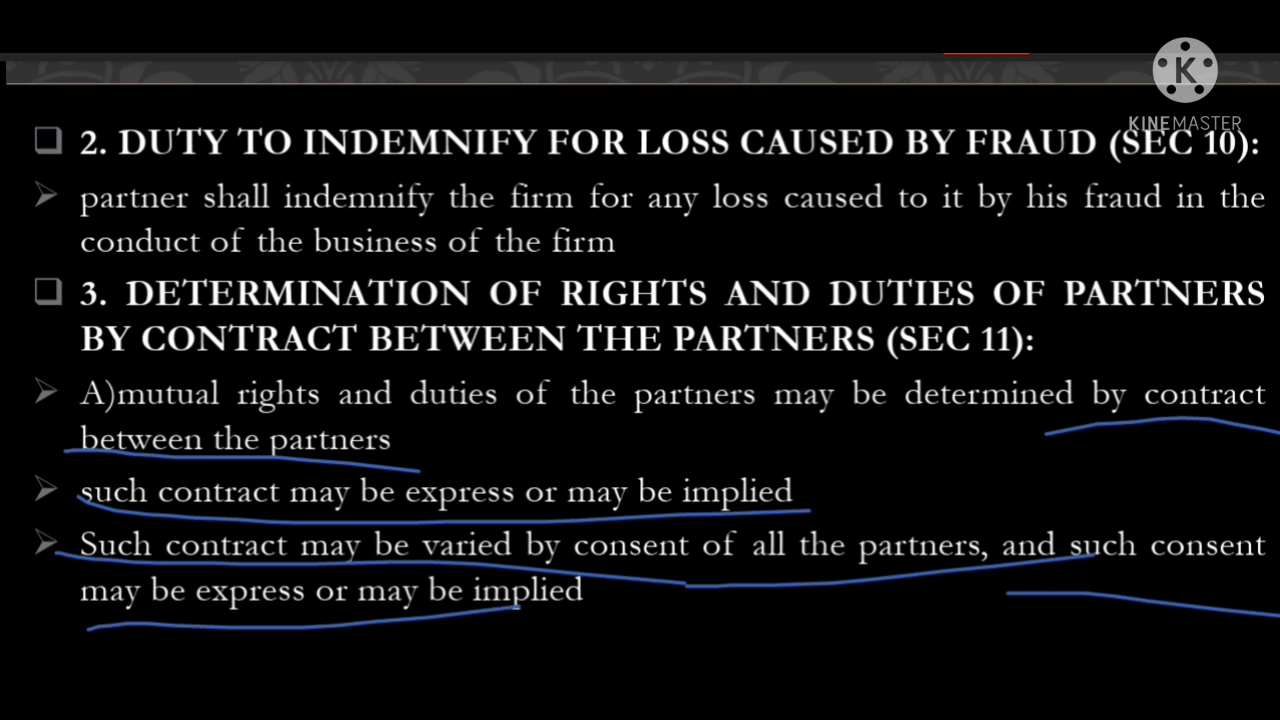 KINEMASTER
2. DUTY TO INDEMNIFY FOR LOSS CAUSED BY FRAUD (SEC 10):
partner shall indemnify the firm for any loss caused to it by his fraud in the
conduct of the business of the firm
3. DETERMINATION OF RIGHTS AND DUTIES OF PARTNERS
BY CONTRACT BETWEEN THE PARTNERS (SEC 11):
A)mutual rights and duties of the partners may be determined by contract
between the partners
such contract may be express or may be implied
Such contract may be varied by consent of all the partners, and such consent
may be express or may be implied